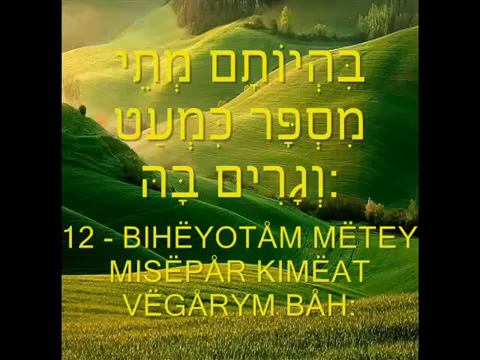 בִּהְיוֹתָם מְתֵי
מִסְפָּר כִּמְעַט
וְגָרִים בָּהּ:
12 - BIHËYOTÅM MËTEY
MISËPÅR KIMËAT
VËGÅRYM BÅH: